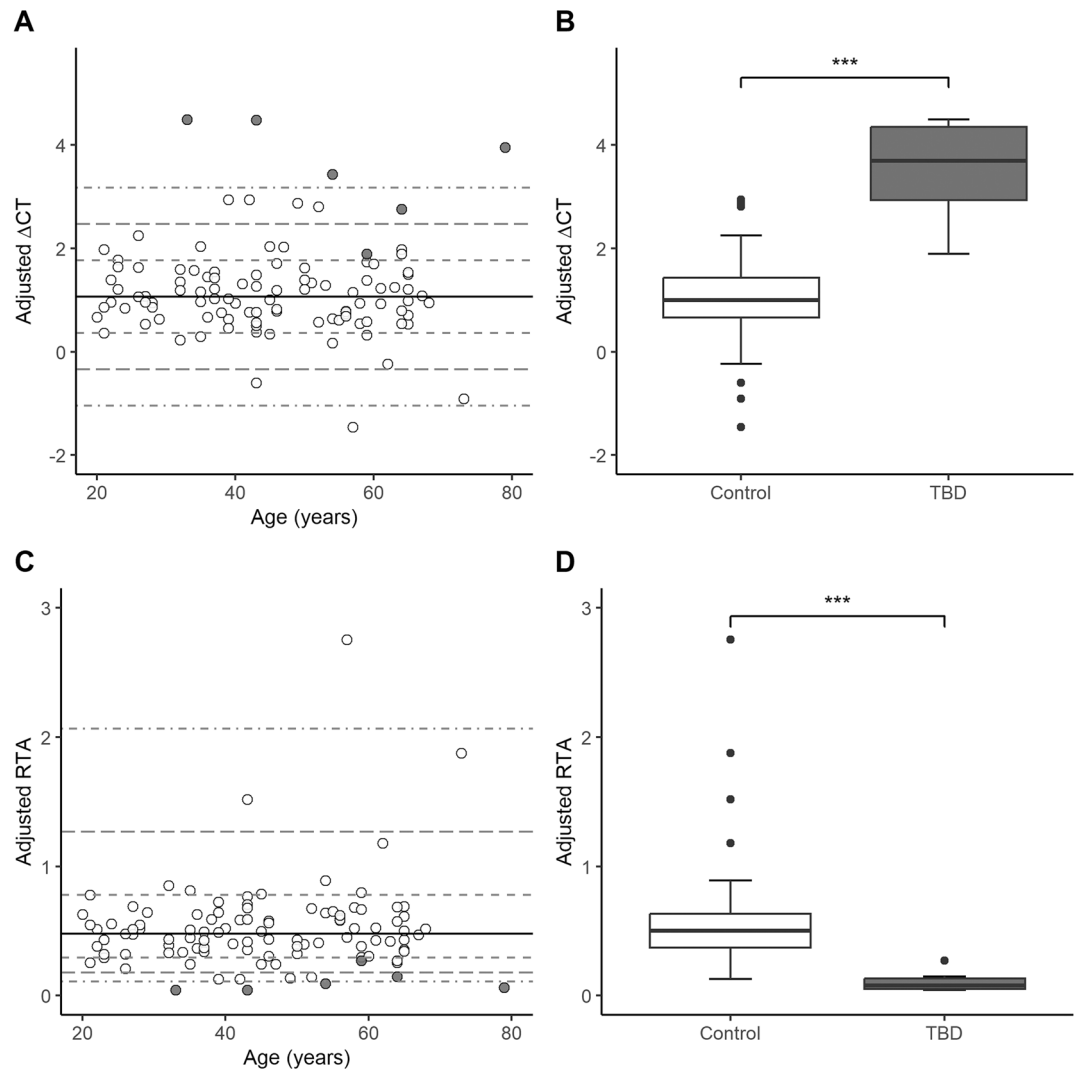 A
Adjusted ΔCT
4
2
0
-2
20 40 60 80
Age (years)
B
***
Adjusted ΔCT
4
2
0
-2
Control TBD
C
Adjusted RTA
3
2
1
0
20 40 60 80
Age (years)
D
***
Adjusted RTA
3
2
1
0
Control TBD